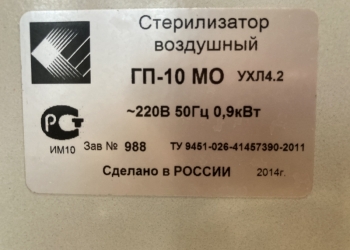 Стерилизатор
воздушный
ГП-10 МО УХЛ4.2
~220В 50Гц 0,9кВт
РСТ
ИМ10 Зав № 988 ТУ 9451-026-41457390-2011
Сделано в РОССИИ 2014г.